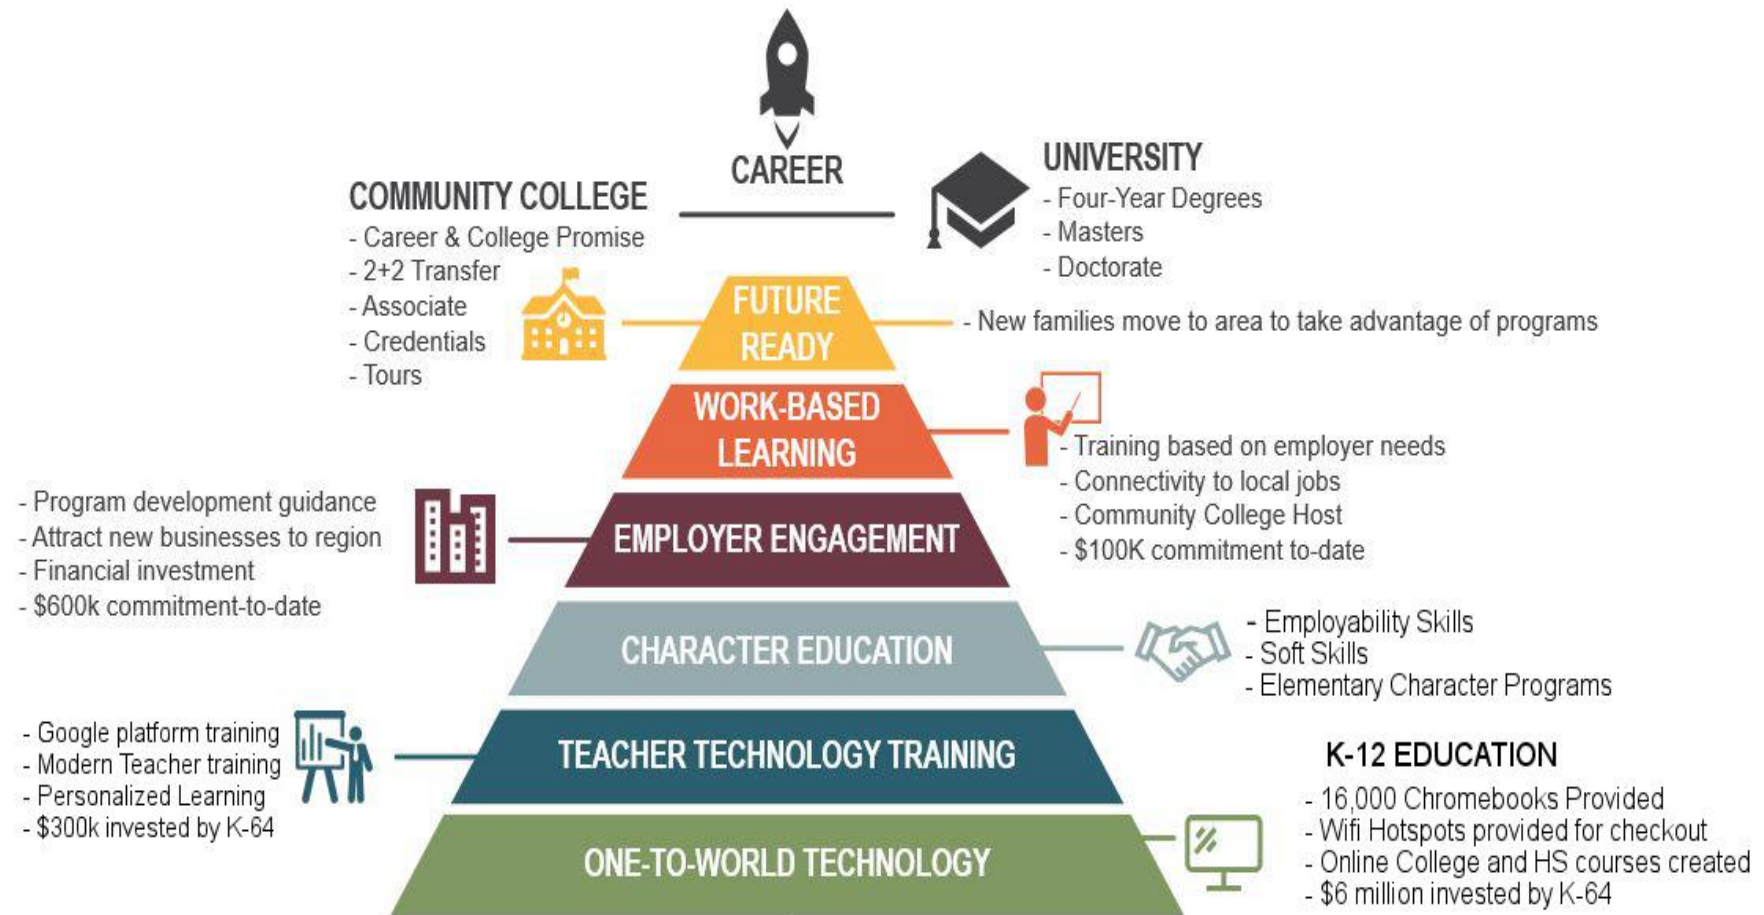 CAREER
COMMUNITY COLLEGE
- Career & College Promise
- 2+2 Transfer
- Associate
- Credentials
- Tours
UNIVERSITY
- Four-Year Degrees
- Masters
- Doctorate
FUTURE
READY
- New families move to area to take advantage of programs
WORK-BASED
LEARNING
- Training based on employer needs
- Connectivity to local jobs
- Community College Host
- $100K commitment to-date
- Program development guidance
- Attract new businesses to region
- Financial investment
- $600k commitment-to-date
EMPLOYER ENGAGEMENT
CHARACTER EDUCATION
- Employability Skills
- Soft Skills
- Elementary Character Programs
- Google platform training
- Modern Teacher training
- Personalized Learning
- $300k invested by K-64
TEACHER TECHNOLOGY TRAINING
K-12 EDUCATION
- 16,000 Chromebooks Provided
- Wifi Hotspots provided for checkout
- Online College and HS courses created
- $6 million invested by K-64
ONE-TO-WORLD TECHNOLOGY